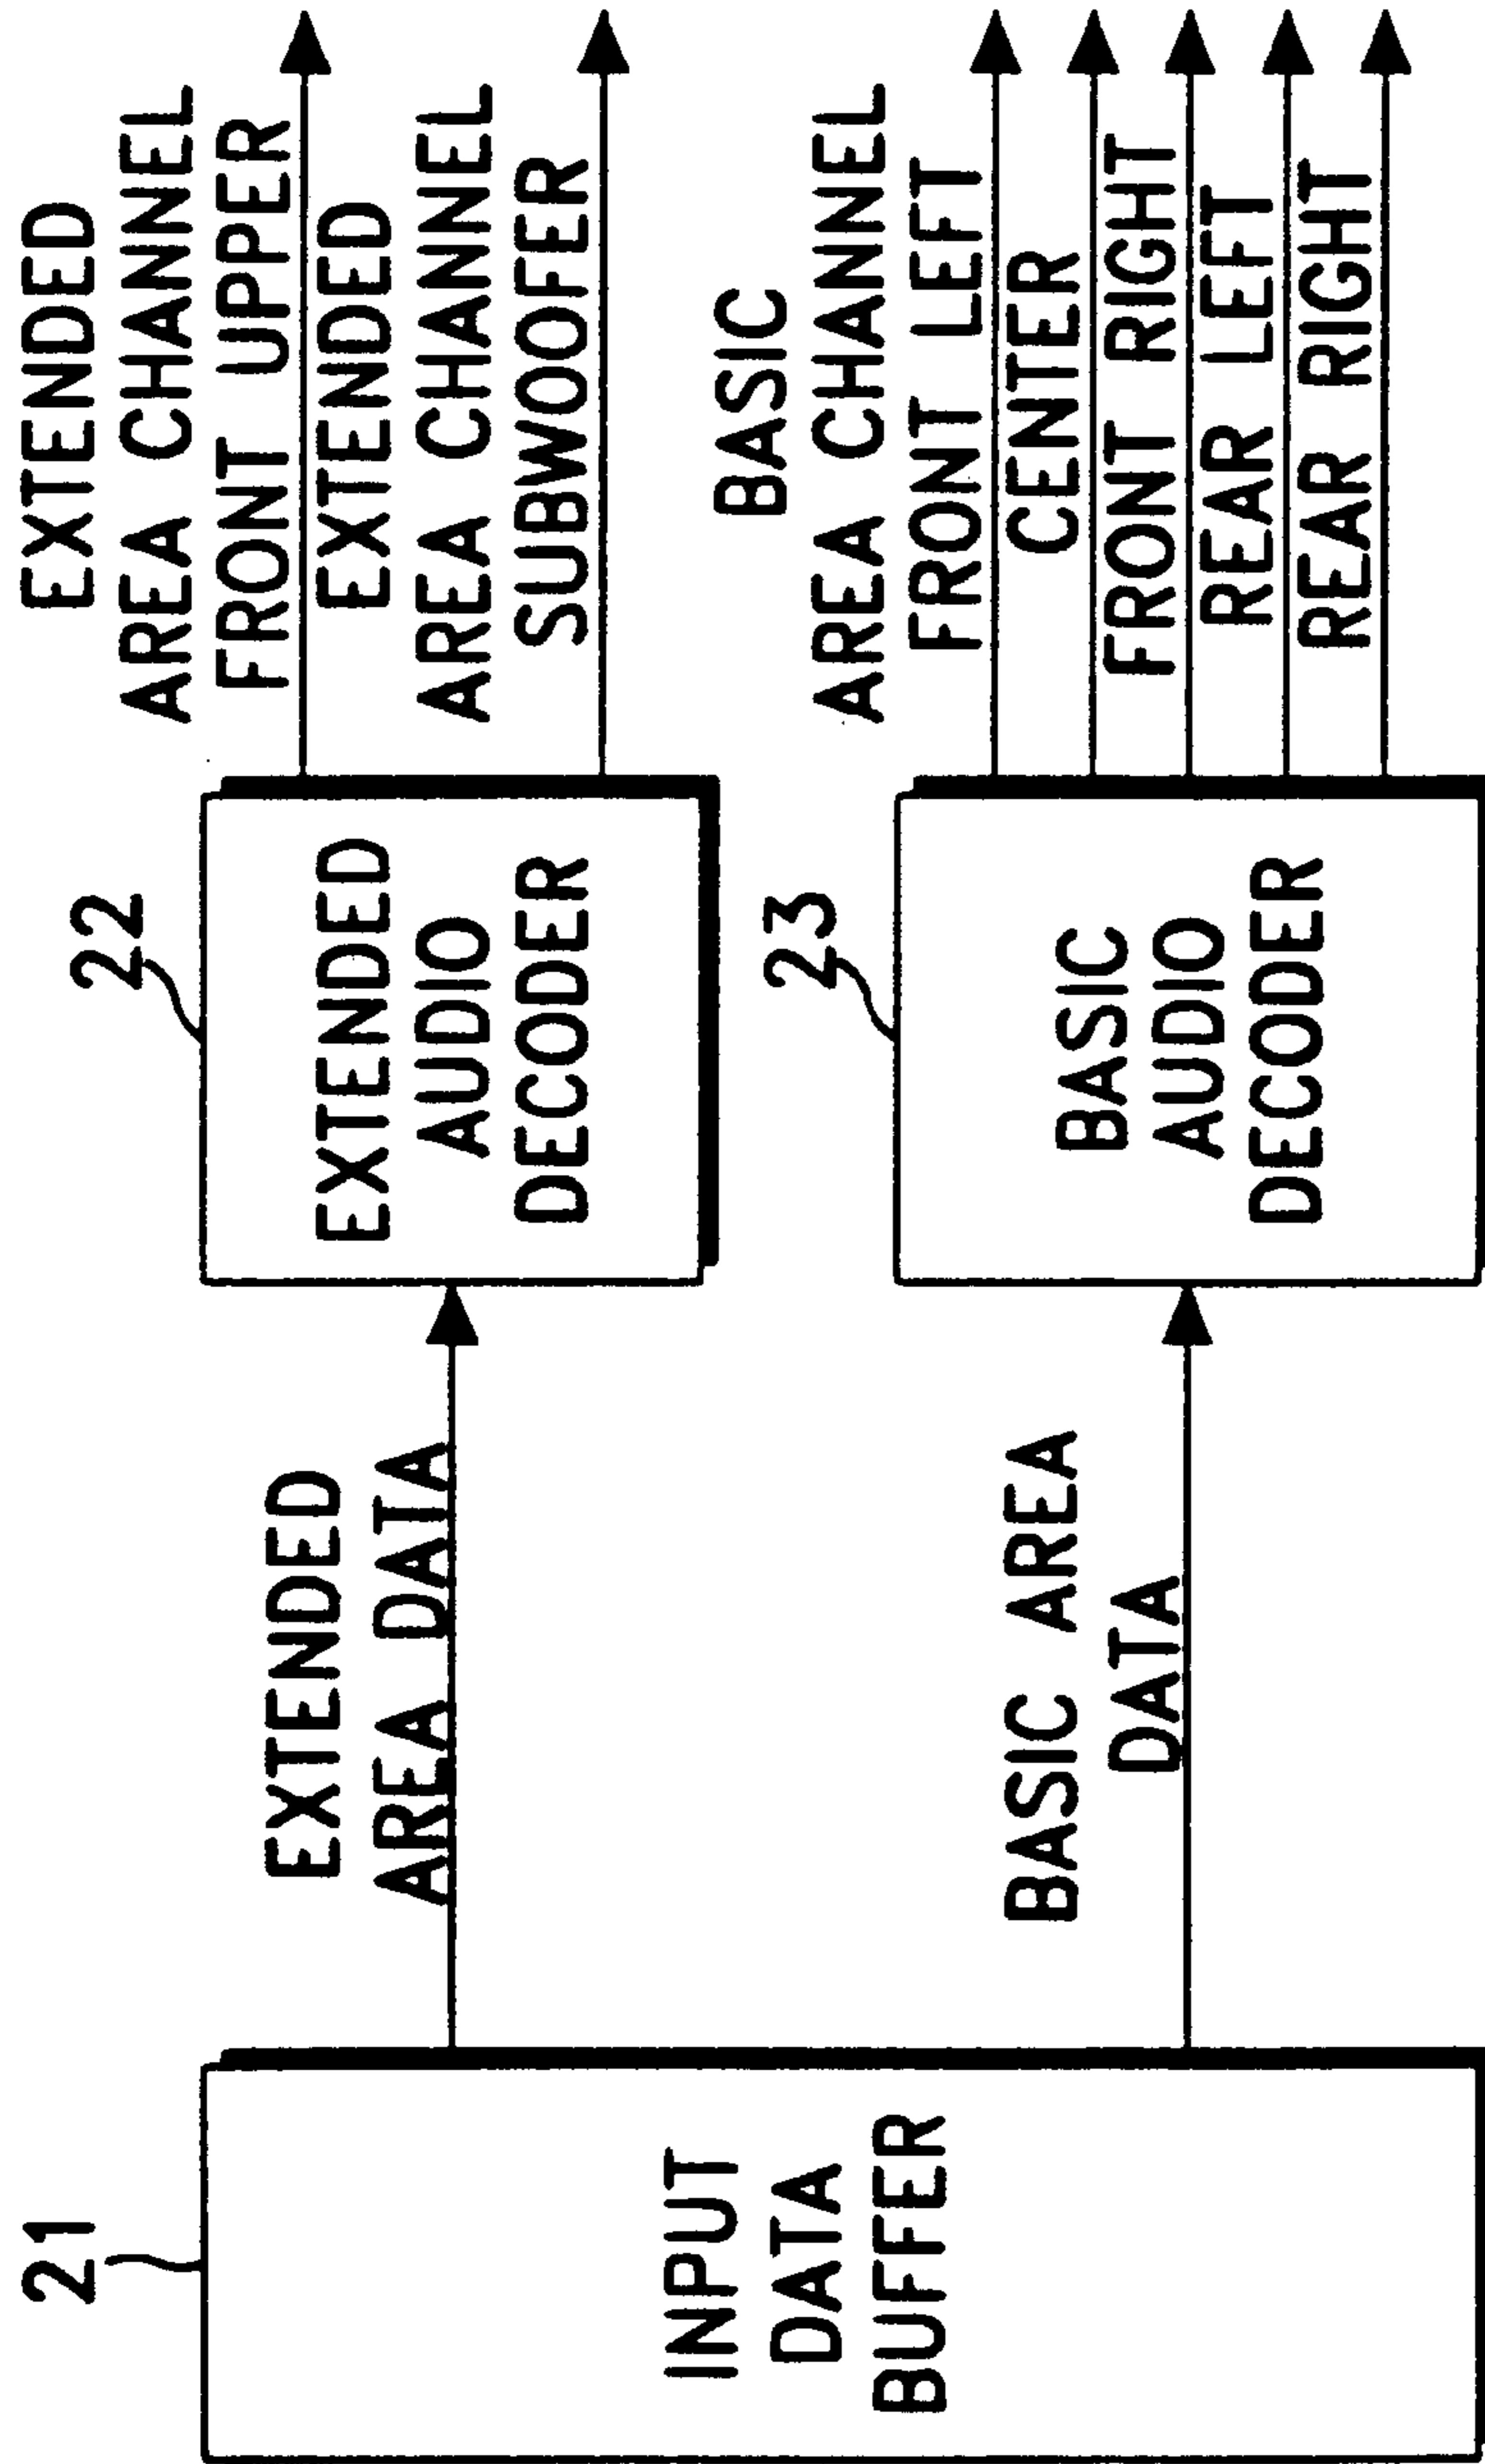 21
INPUT
DATA
BUFFER
EXTENDED
AREA DATA
BASIC AREA
DATA
22
EXTENDED
AUDIO
DECODER
23
BASIC
AUDIO
DECODER
EXTENDED
AREA CHANNEL
FRONT UPPER
EXTENDED
AREA CHANNEL
SUBWOOFER
BASIC
AREA CHANNEL
FRONT LEFT
CENTER
FRONT RIGHT
REAR LEFT
REAR RIGHT